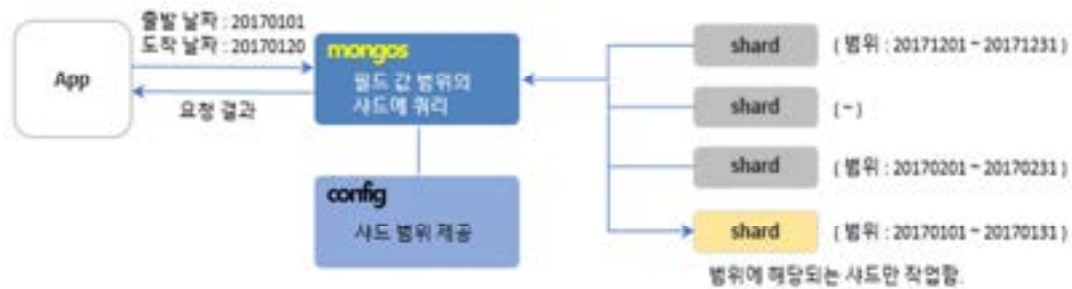 출발 날짜 : 20170101
도착 날짜 : 20170120
App
요청 결과
mongos
필드 값 범위의
샤드에 쿼리
config
샤드 범위 제공
shard ( 범위 : 20171201 ~ 20171231 )
shard ( ~ )
shard ( 범위 : 20170201 ~ 20170231 )
shard ( 범위 : 20170101 ~ 20170131 )
범위에 해당되는 샤드만 작업함.